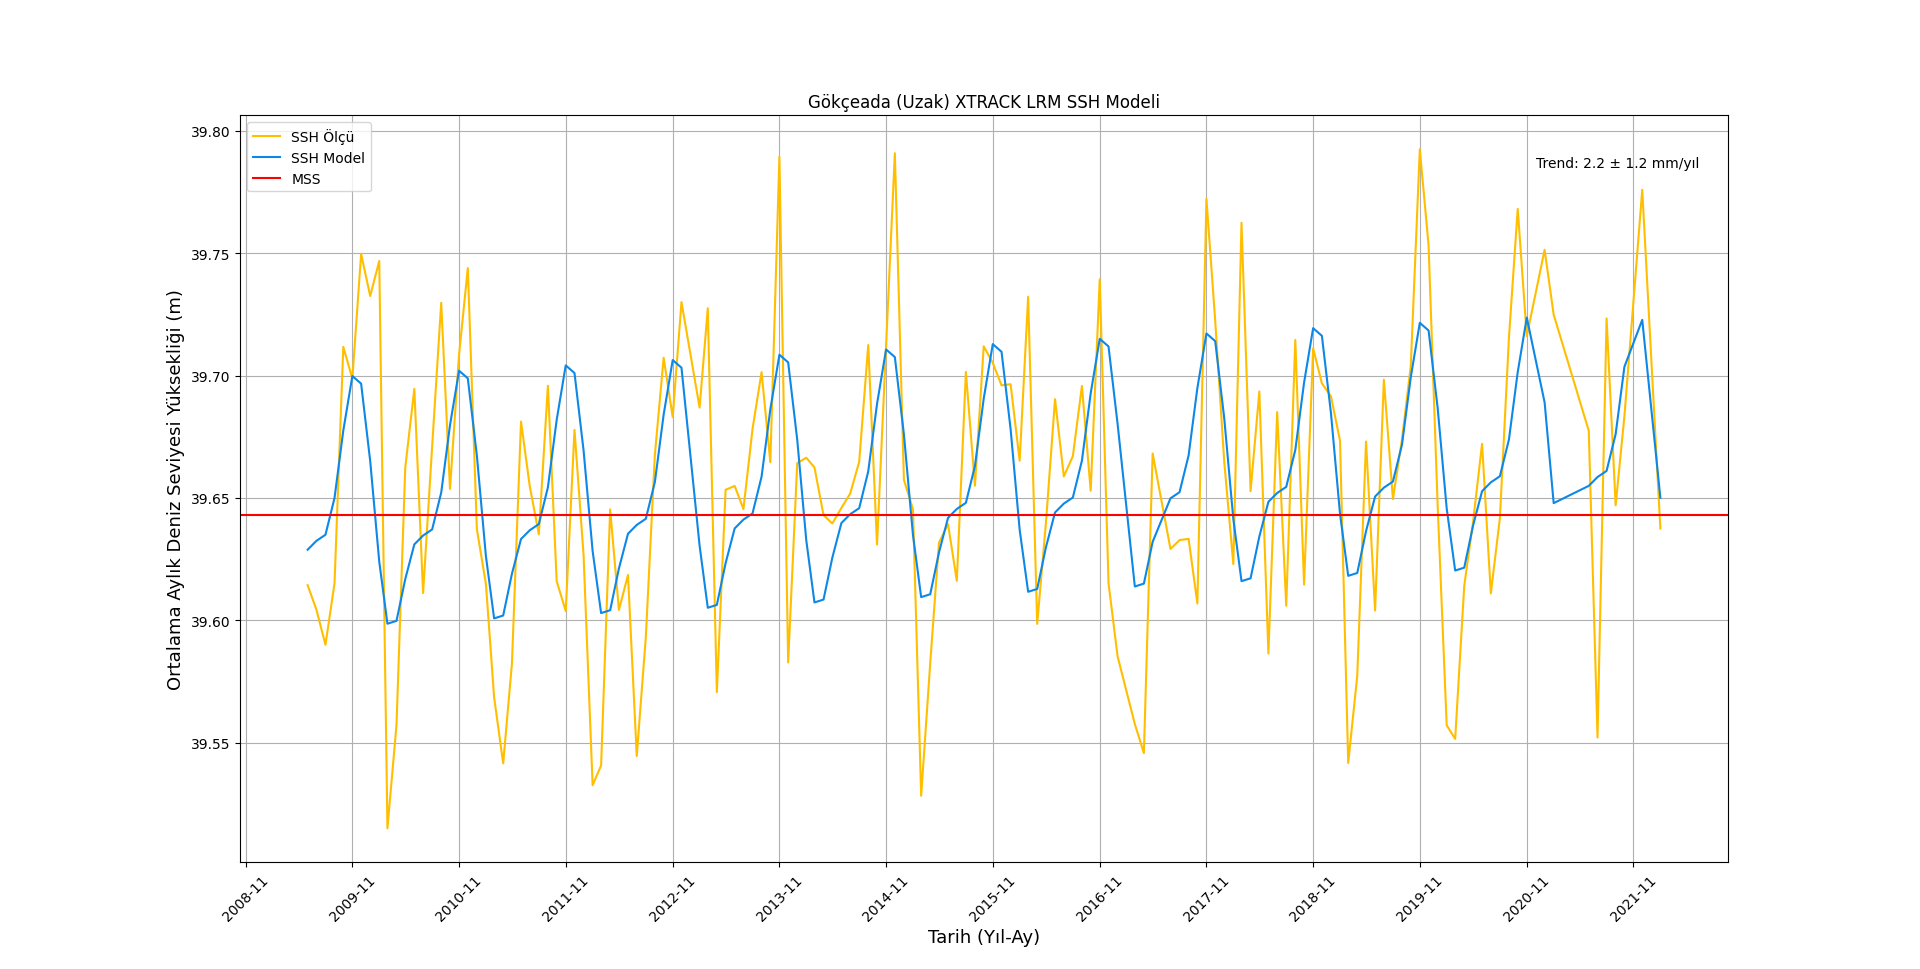 Gökçeada (Uzak) XTRACK LRM SSH Modeli
SSH Ölçü
SSH Model
MSS
Trend: 2.2 ± 1.2 mm/yıl
Ortalama Aylık Deniz Seviyesi Yüksekliği (m)
39.80
39.75
39.70
39.65
39.60
39.55
2008-11
2009-11
2010-11
2011-11
2012-11
2013-11
2014-11
2015-11
2016-11
2017-11
2018-11
2019-11
2020-11
2021-11
Tarih (Yıl-Ay)